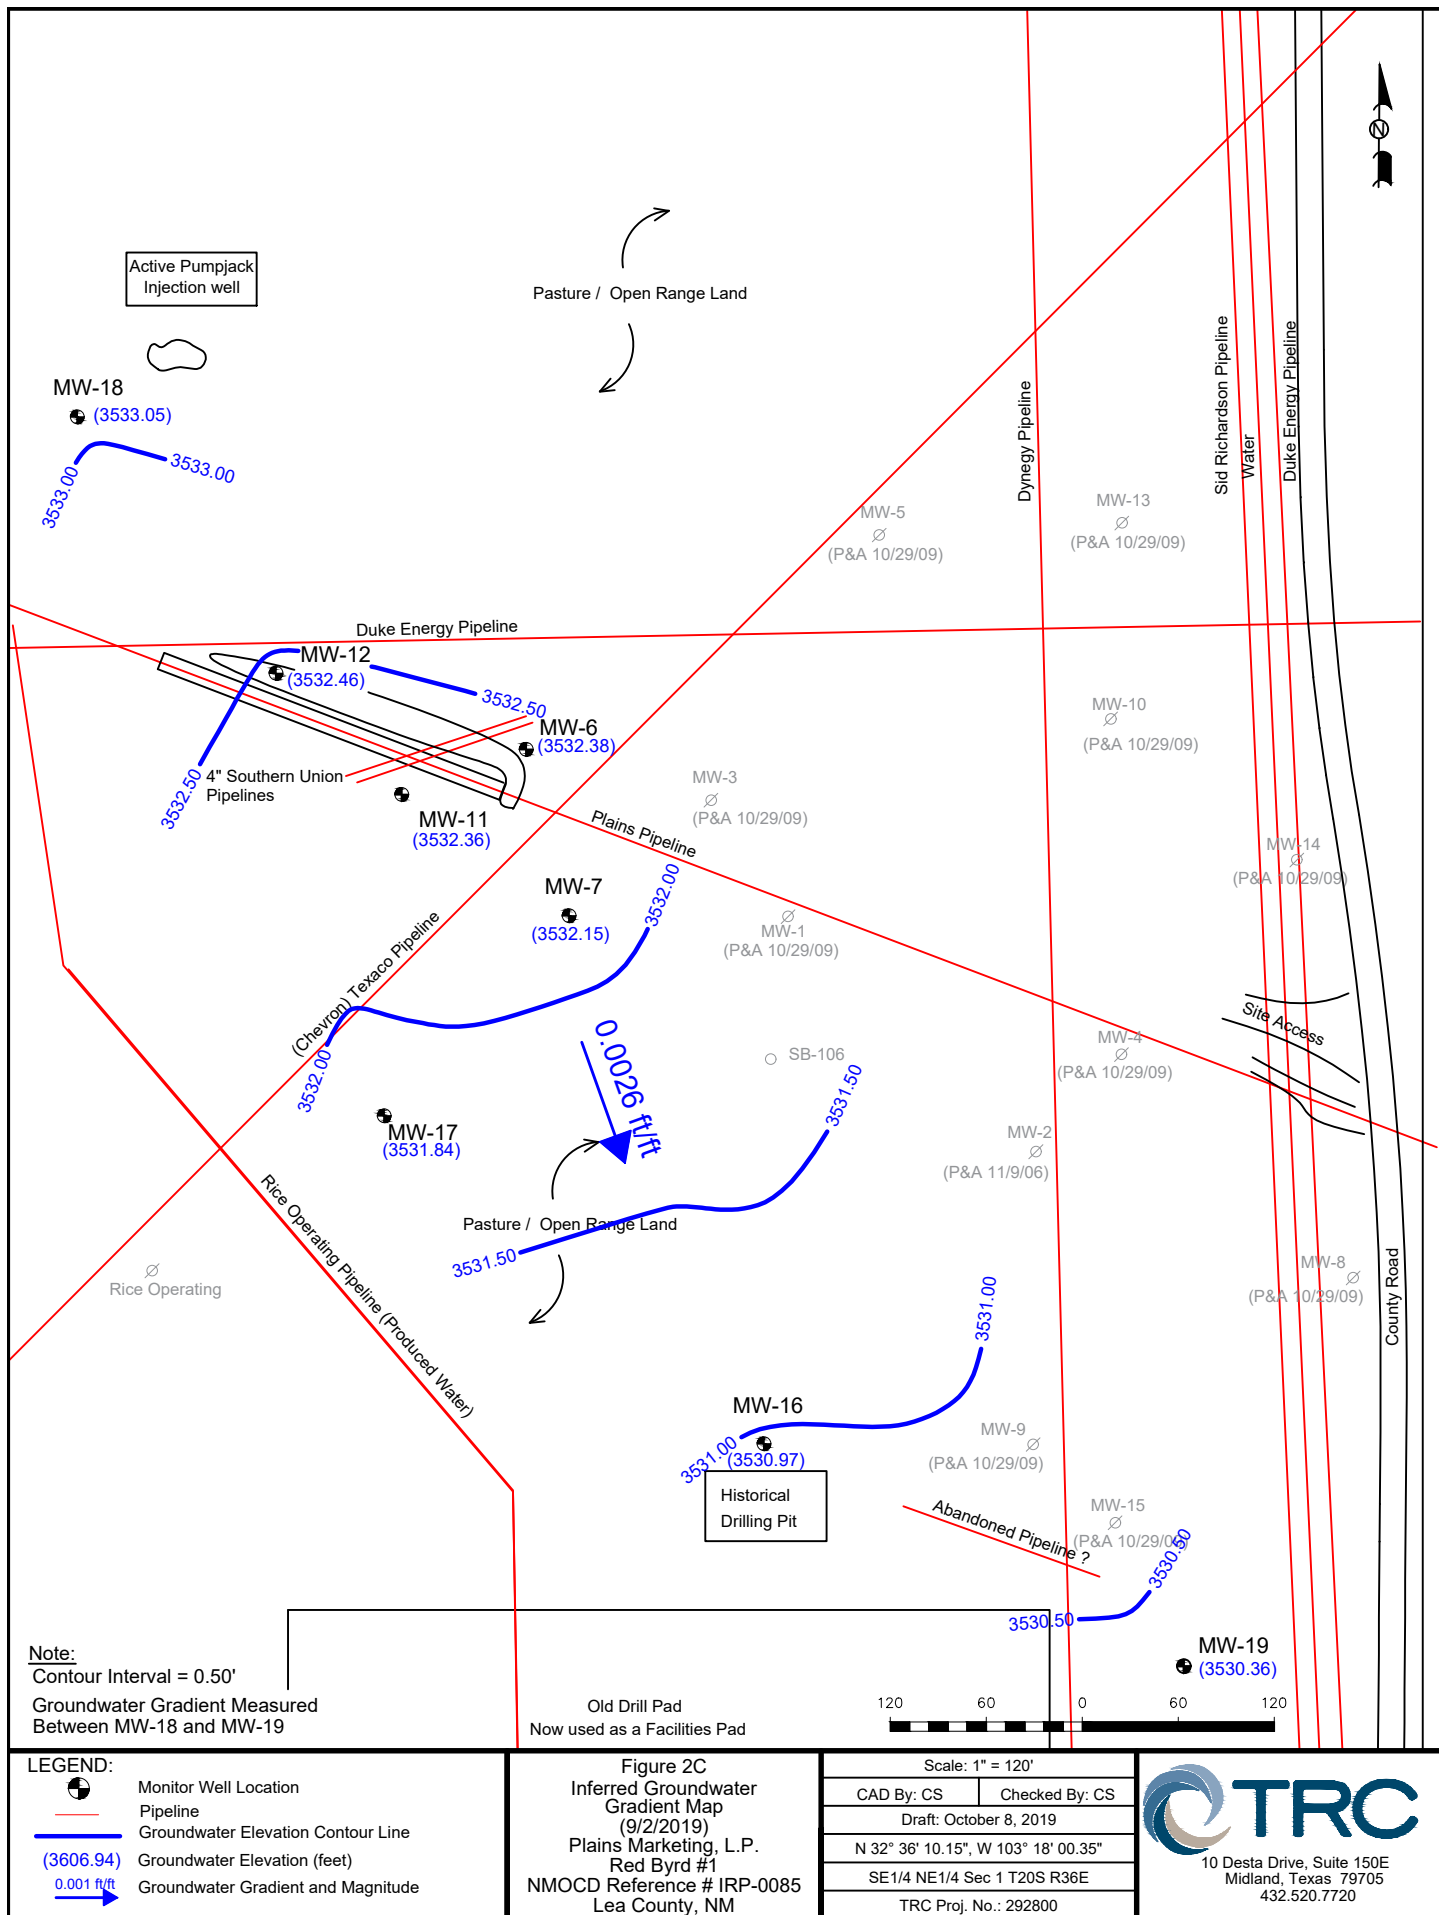 N
Active Pumpjack
Injection well
Pasture / Open Range Land
MW-18
(3533.05)
3533.00
3533.00
Dynegy Pipeline
Sid Richardson Pipeline
Water
Duke Energy Pipeline
MW-5
(P&A 10/29/09)
MW-13
(P&A 10/29/09)
Duke Energy Pipeline
MW-12
(3532.46)
3532.50
3532.50
MW-6
(3532.38)
4" Southern Union
Pipelines
MW-11
(3532.36)
MW-10
(P&A 10/29/09)
MW-3
(P&A 10/29/09)
Plains Pipeline
MW-14
(P&A 10/29/09)
MW-7
(3532.15)
3532.00
3532.00
MW-1
(P&A 10/29/09)
(Chevron) Texaco Pipeline
0.0026 ft/ft
SB-106
Site Access
MW-4
(P&A 10/29/09)
MW-17
(3531.84)
3531.50
3531.50
MW-2
(P&A 11/9/06)
Pasture / Open Range Land
Rice Operating Pipeline (Produced Water)
Rice Operating
MW-8
(P&A 10/29/09)
County Road
3531.00
3531.00
MW-16
(3530.97)
Historical
Drilling Pit
MW-9
(P&A 10/29/09)
MW-15
(P&A 10/29/09)
Abandoned Pipeline ?
3530.50
3530.50
MW-19
(3530.36)
Note:
Contour Interval = 0.50'
Groundwater Gradient Measured
Between MW-18 and MW-19
Old Drill Pad
Now used as a Facilities Pad
120 60 0 60 120
LEGEND:
Monitor Well Location
Pipeline
Groundwater Elevation Contour Line
(3606.94) Groundwater Elevation (feet)
0.001 ft/ft
Groundwater Gradient and Magnitude
Figure 2C
Inferred Groundwater
Gradient Map
(9/2/2019)
Plains Marketing, L.P.
Red Byrd #1
NMOCD Reference # IRP-0085
Lea County, NM
Scale: 1" = 120'
CAD By: CS Checked By: CS
Draft: October 8, 2019
N 32° 36' 10.15", W 103° 18' 00.35"
SE1/4 NE1/4 Sec 1 T20S R36E
TRC Proj. No.: 292800
TRC
10 Desta Drive, Suite 150E
Midland, Texas 79705
432.520.7720